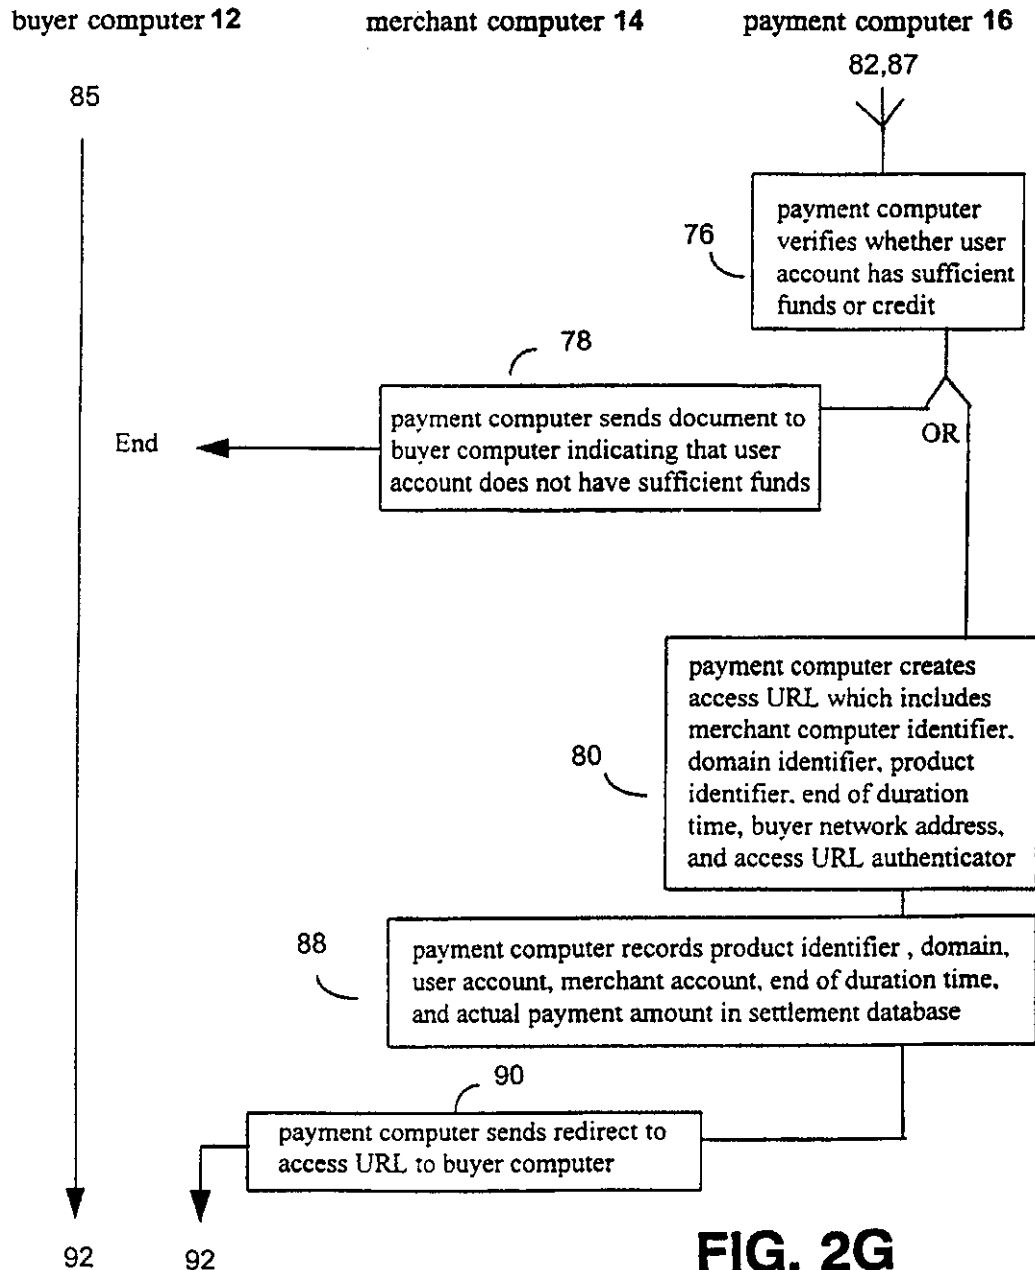 buyer computer 12 merchant computer 14 payment computer 16
82,87
85
payment computer
verifies whether user
account has sufficient
funds or credit
76
78
payment computer sends document to
buyer computer indicating that user
account does not have sufficient funds
End
OR
payment computer creates
access URL which includes
merchant computer identifier,
domain identifier, product
identifier, end of duration
time, buyer network address,
and access URL authenticator
80
88
payment computer records product identifier , domain,
user account, merchant account, end of duration time,
and actual payment amount in settlement database
90
payment computer sends redirect to
access URL to buyer computer
92 92
FIG. 2G